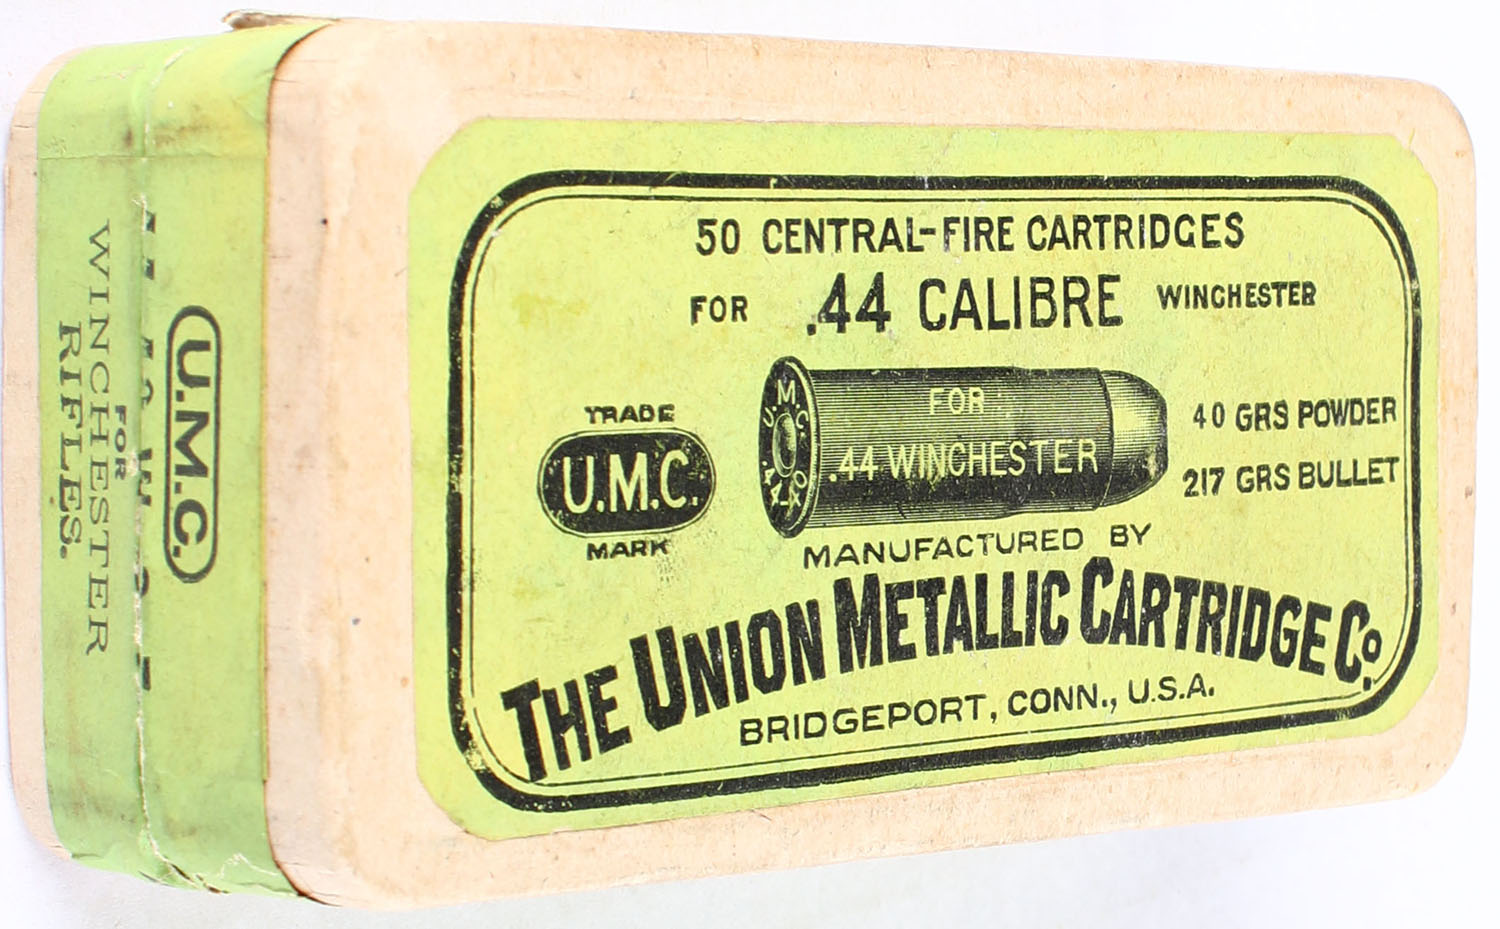 50 CENTRAL-FIRE CARTRIDGES
FOR .44 CALIBRE WINCHESTER
TRADE
U.M.C.
MARK
U.M.C.
FOR
.44 WINCHESTER
40 GRS POWDER
217 GRS BULLET
MANUFACTURED BY
THE UNION METALLIC CARTRIDGE Co.
BRIDGEPORT, CONN., U.S.A.
U.M.C.
FOR
WINCHESTER
RIFLES.